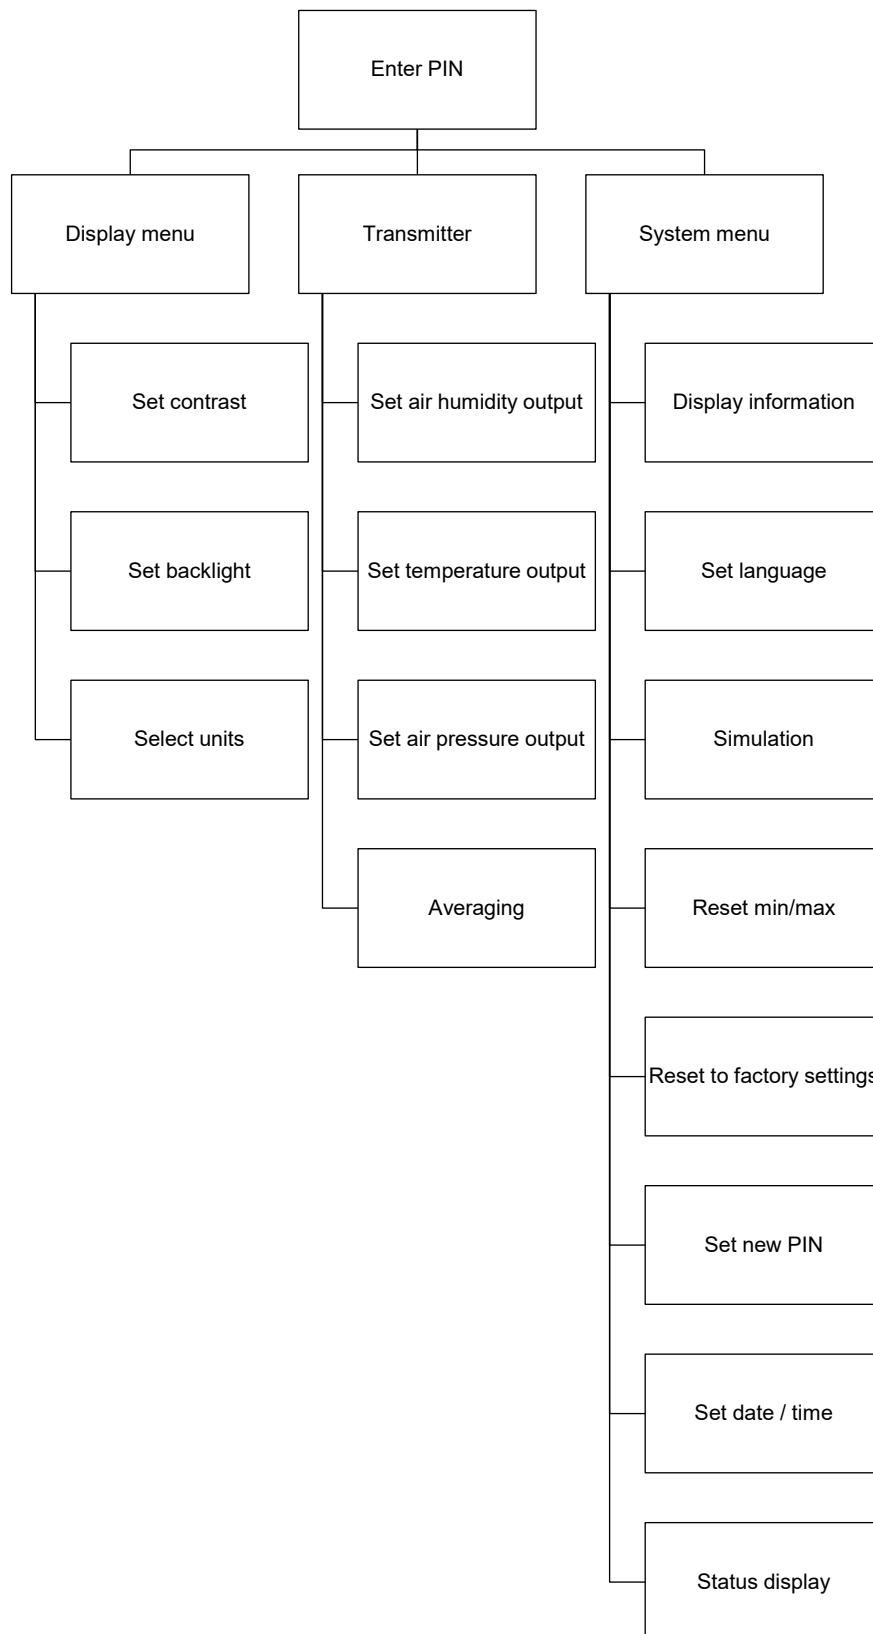 Enter PIN
Display menu
Transmitter
System menu
Set contrast
Set air humidity output
Display information
Set backlight
Set temperature output
Set language
Select units
Set air pressure output
Simulation
Averaging
Reset min/max
Reset to factory settings
Set new PIN
Set date / time
Status display